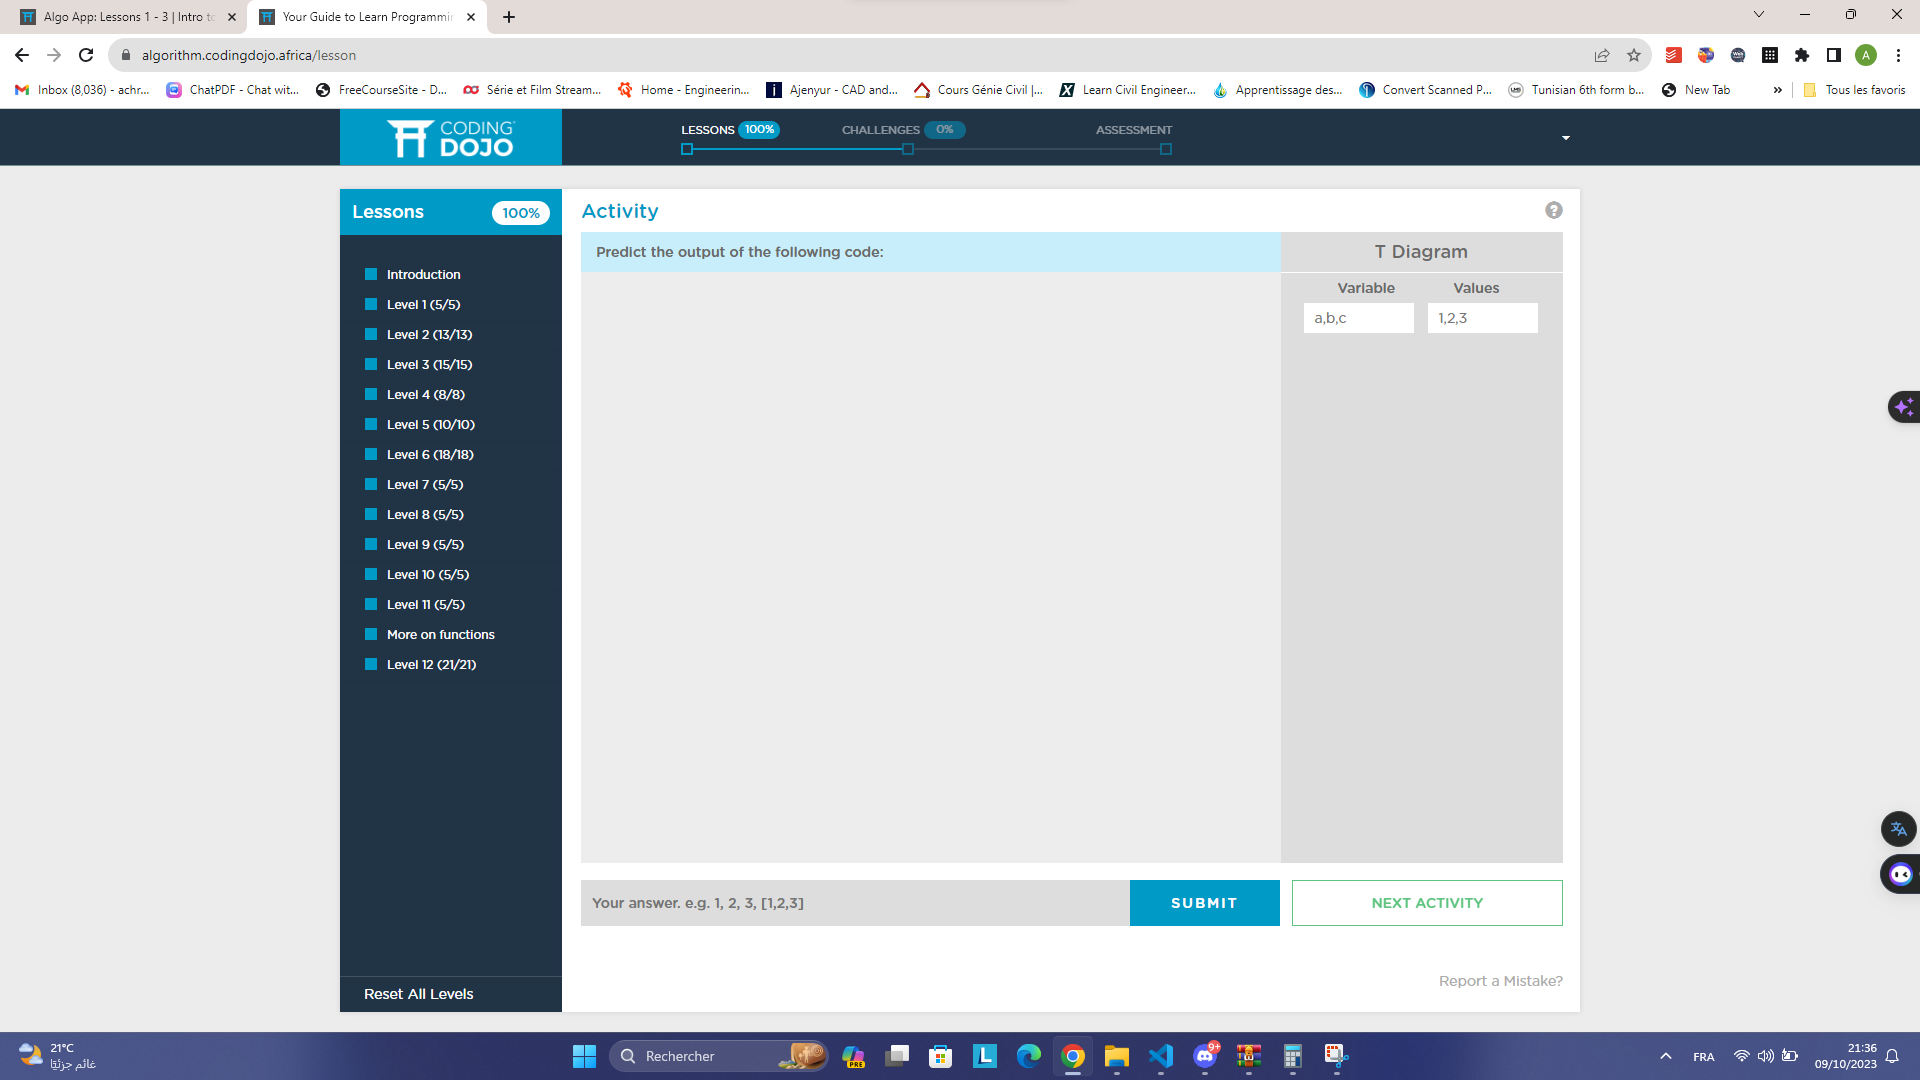 Algo App: Lessons 1 - 3 | Intro to
Your Guide to Learn Programmin
algorithm.codingdojo.africa/lesson
A
Inbox (8,036) - achr...
ChatPDF - Chat wit...
FreeCourseSite - D...
Série et Film Stream...
Home - Engineerin...
Ajenyur - CAD and...
Cours Génie Civil |...
Learn Civil Engineer...
Apprentissage des...
Convert Scanned P...
Tunisian 6th form b...
New Tab
»
Tous les favoris
CODING
DOJO
LESSONS 100%
CHALLENGES 0%
ASSESSMENT
Lessons 100%
Introduction
Level 1 (5/5)
Level 2 (13/13)
Level 3 (15/15)
Level 4 (8/8)
Level 5 (10/10)
Level 6 (18/18)
Level 7 (5/5)
Level 8 (5/5)
Level 9 (5/5)
Level 10 (5/5)
Level 11 (5/5)
More on functions
Level 12 (21/21)
Reset All Levels
Activity
?
Predict the output of the following code:
T Diagram
Variable Values
a,b,c 1,2,3
Your answer. e.g. 1, 2, 3, [1,2,3]
SUBMIT
NEXT ACTIVITY
Report a Mistake?
21°C
غائم جزئيًا
Rechercher
PRE
L
9+
FRA
21:36
09/10/2023